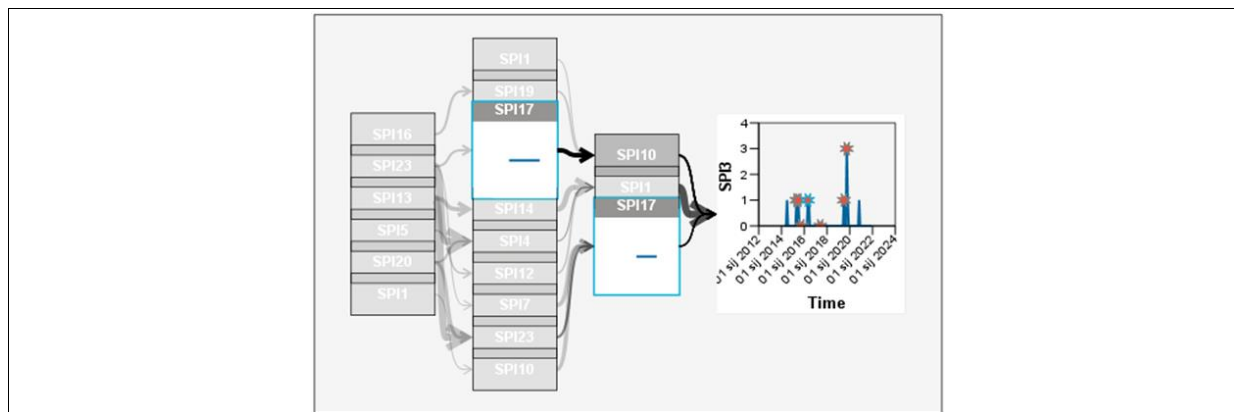 SPI16
SPI23
SPI13
SPI5
SPI20
SPI1
SPI1
SPI19
SPI17
SPI14
SPI4
SPI12
SPI7
SPI23
SPI10
SPI10
SPI1
SPI17
SPI3
4
3
2
1
0
01 sij 2012
01 sij 2014
01 sij 2016
01 sij 2018
01 sij 2020
01 sij 2022
01 sij 2024
Time